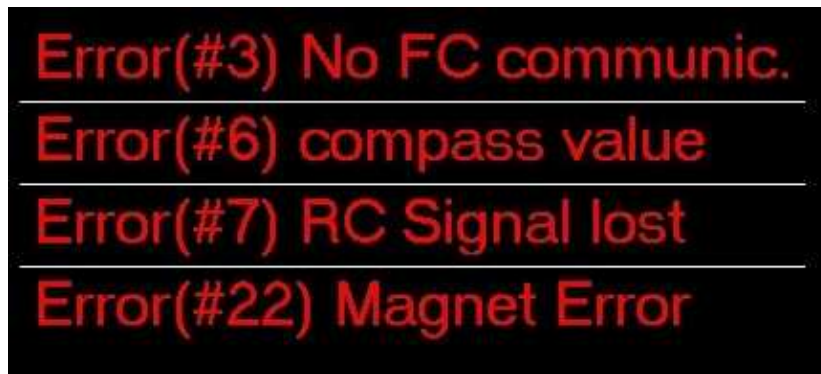 Error(#3) No FC communic.
Error(#6) compass value
Error(#7) RC Signal lost
Error(#22) Magnet Error